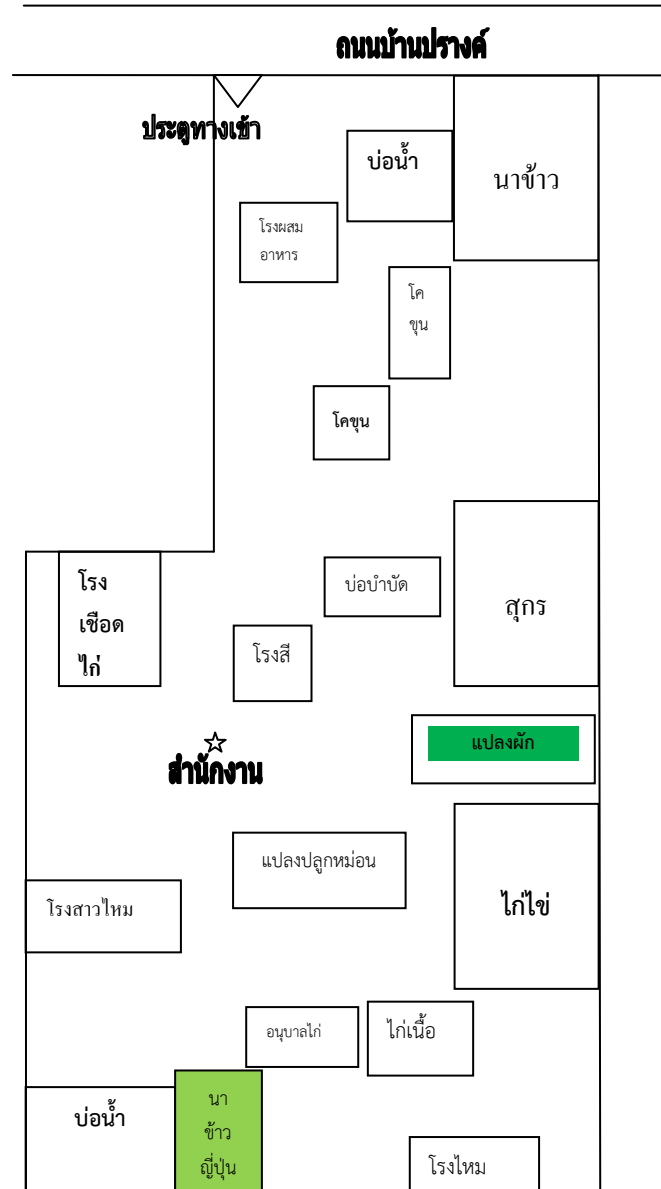 ถนนบ้านปรางค์
ประตูทางเข้า
บ่อน้ำ
นาข้าว
โรงผสม
อาหาร
โค
ขุน
โคขุน
โรง
เชือด
ไก่
บ่อบำบัด
สุกร
โรงสี
แปลงผัก
สำนักงาน
แปลงปลูกหม่อน
ไก่ไข่
โรงสาวไหม
อนุบาลไก่
ไก่เนื้อ
บ่อน้ำ
นา
ข้าว
ญี่ปุ่น
โรงไหม